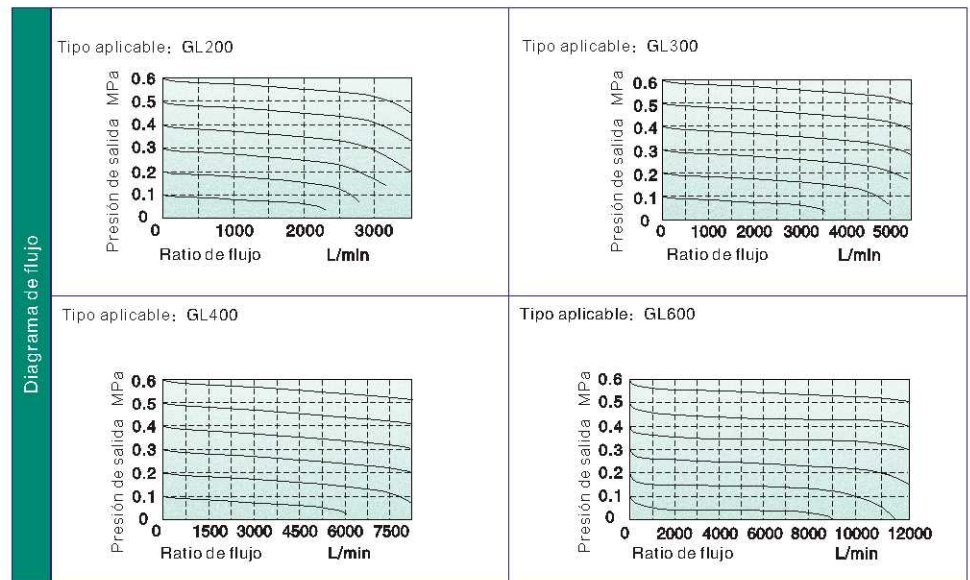 Diagrama de flujo
Tipo aplicable: GL200
Presión de salida MPa
0.6
0.5
0.4
0.3
0.2
0.1
0
0 1000 2000 3000
Ratio de flujo L/min
Tipo aplicable: GL300
Presión de salida MPa
0.6
0.5
0.4
0.3
0.2
0.1
0
0 1000 2000 3000 4000 5000
Ratio de flujo L/min
Tipo aplicable: GL400
Presión de salida MPa
0.6
0.5
0.4
0.3
0.2
0.1
0
0 1500 3000 4500 6000 7500
Ratio de flujo L/min
Tipo aplicable: GL600
Presión de salida MPa
0.6
0.5
0.4
0.3
0.2
0.1
0
0 2000 4000 6000 8000 10000 12000
Ratio de flujo L/min